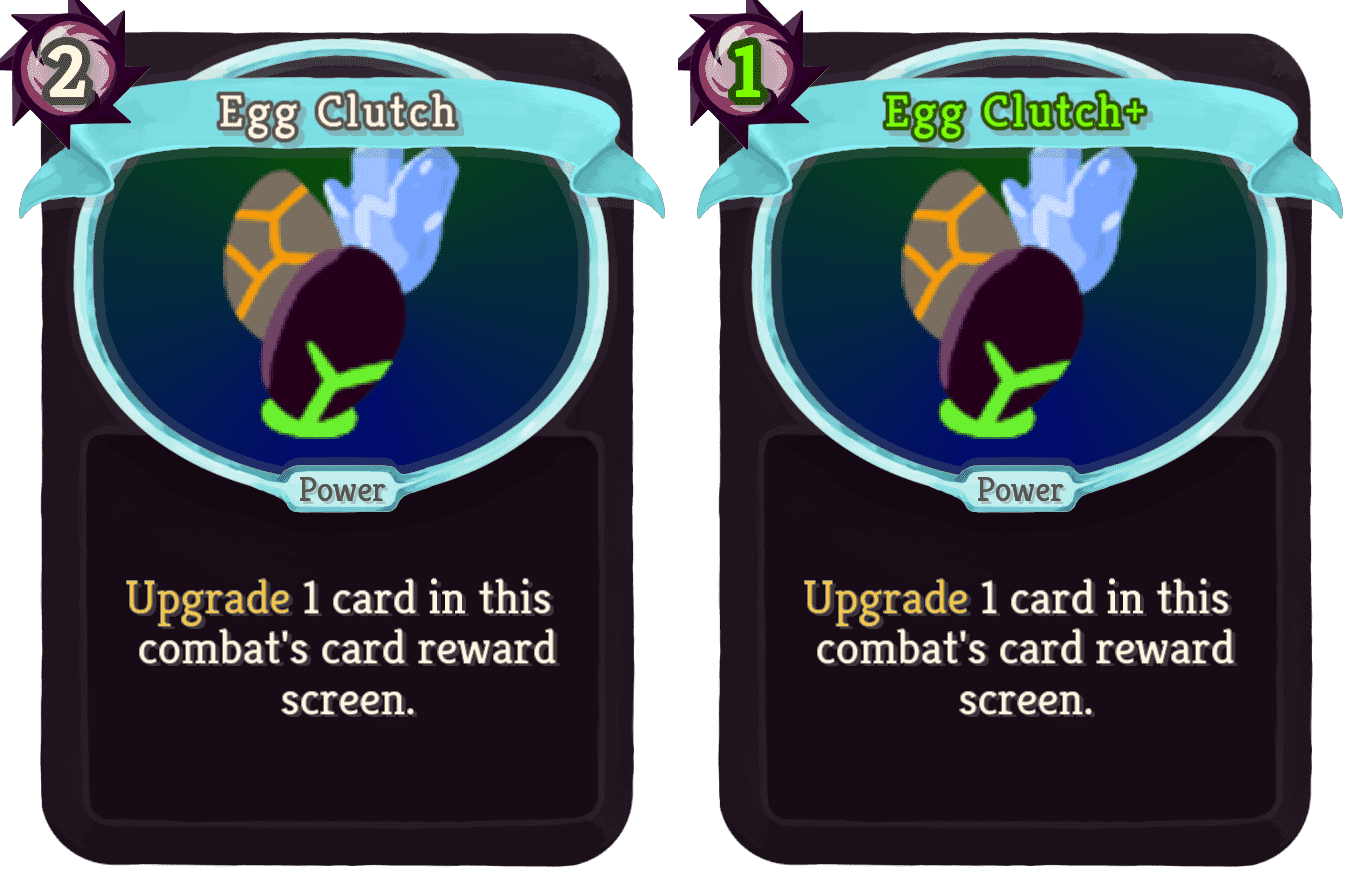 2
Egg Clutch
Power
Upgrade 1 card in this
combat's card reward
screen.
1
Egg Clutch+
Power
Upgrade 1 card in this
combat's card reward
screen.